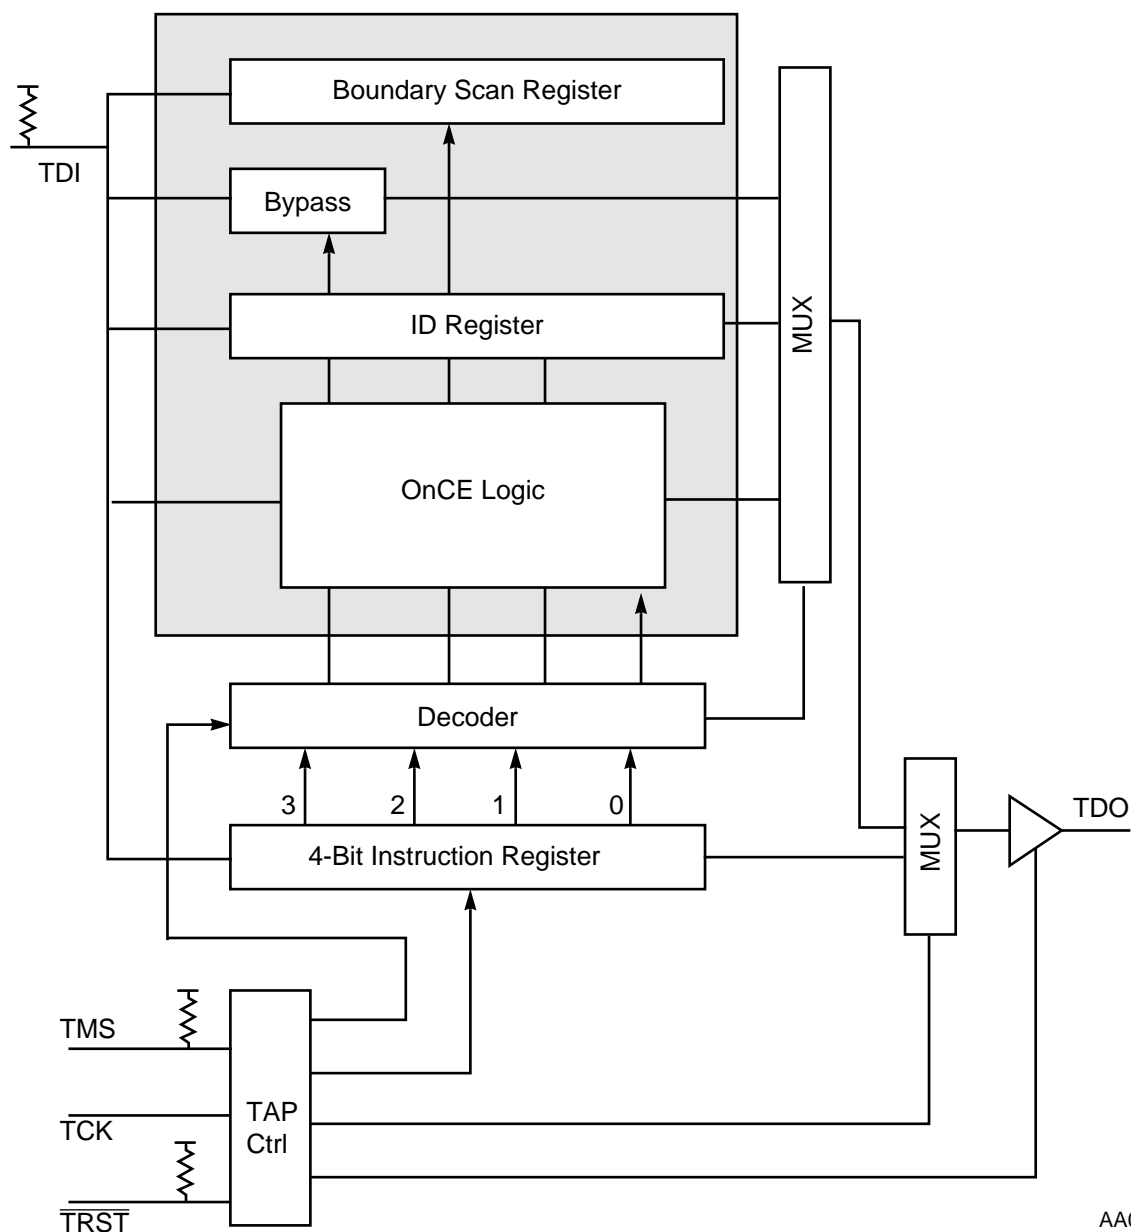 Boundary Scan Register
TDI
Bypass
ID Register
MUX
OnCE Logic
Decoder
3 2 1 0
4-Bit Instruction Register
MUX
TDO
TMS
TCK
TRST
TAP
Ctrl